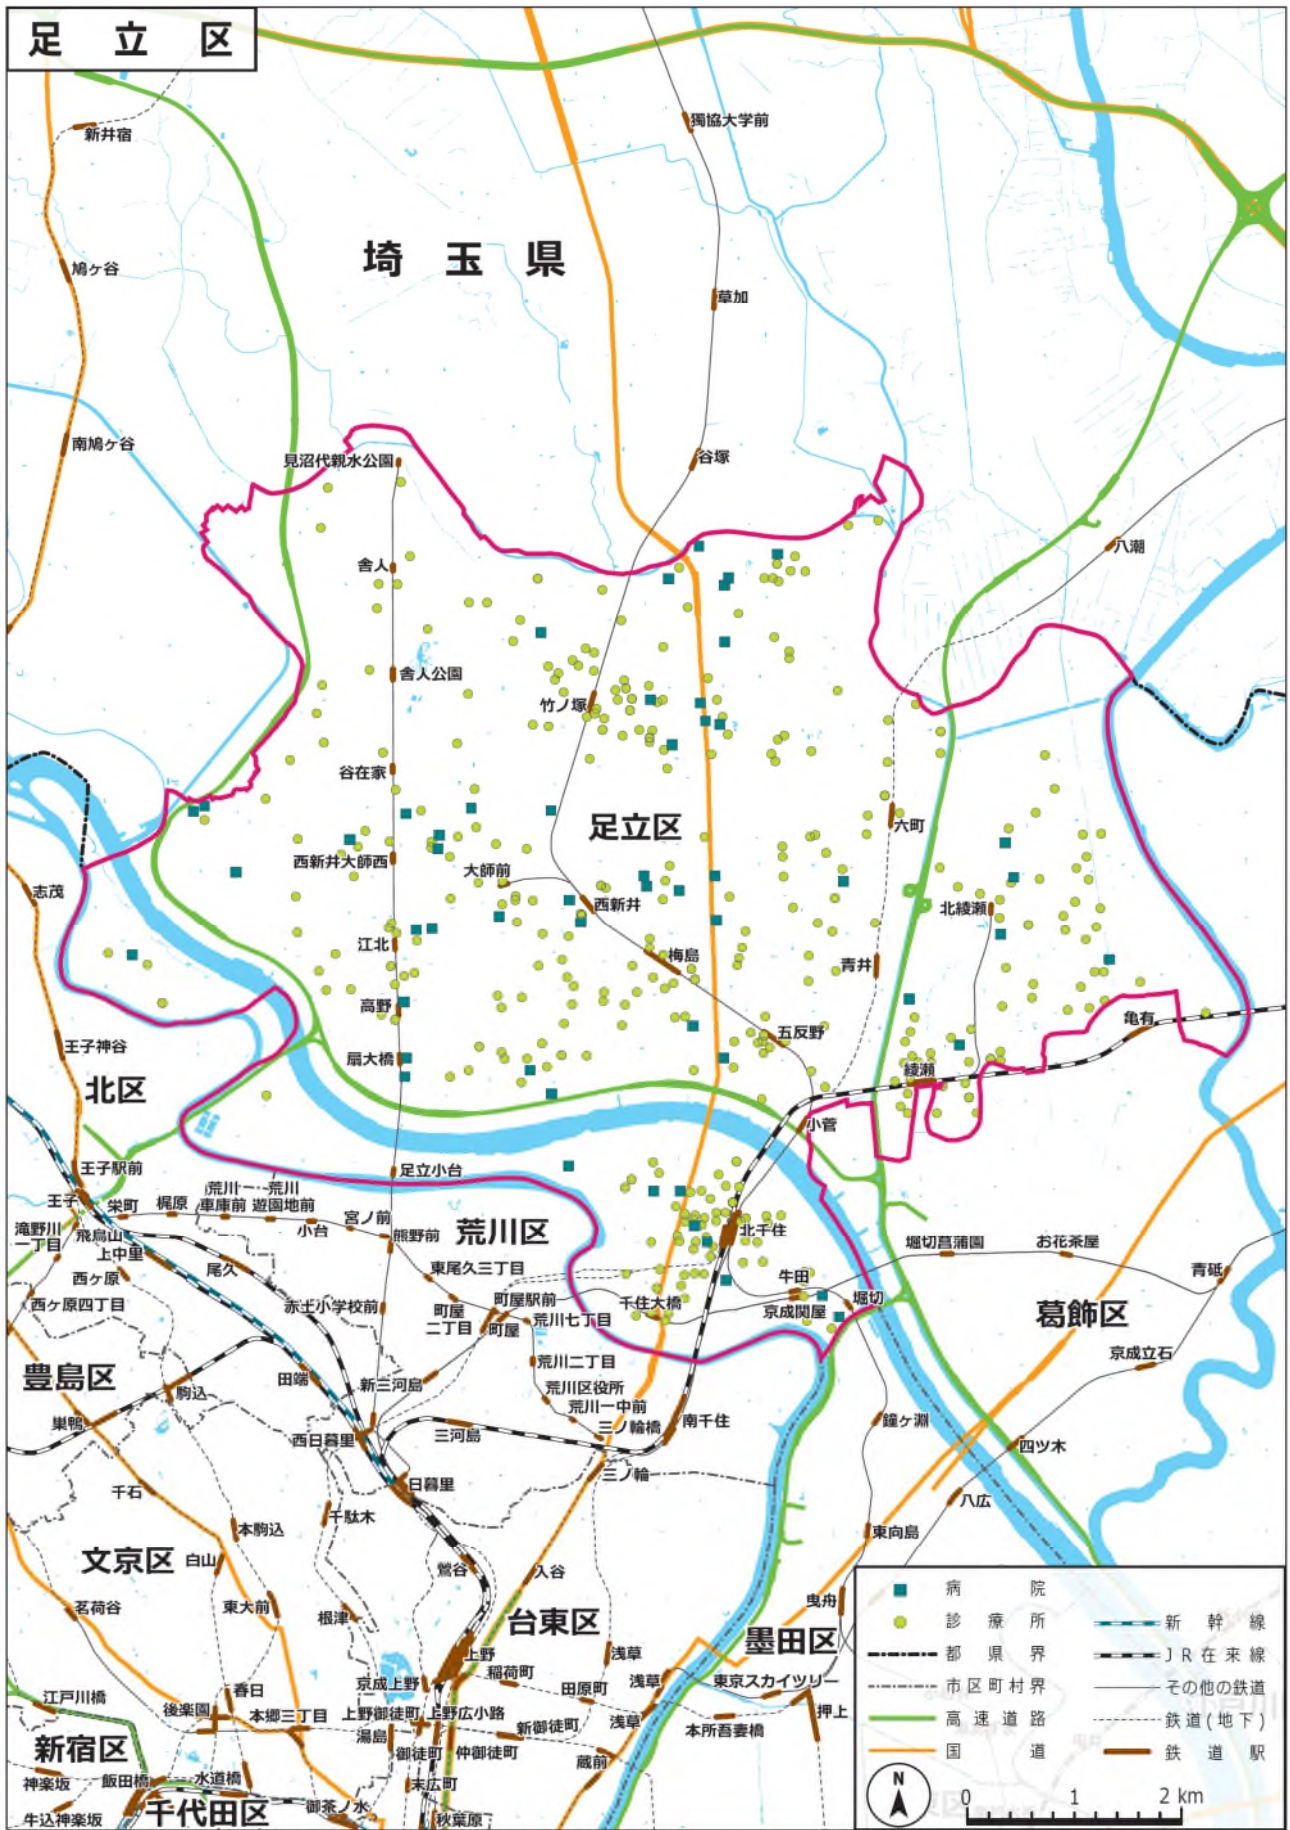 足立区
新井宿
獨協大学前
埼玉県
鳩ヶ谷
草加
南鳩ヶ谷
見沼代親水公園
谷塚
八潮
舎人
舎人公園
竹ノ塚
谷在家
足立区
六町
西新井大師西
大師前
志茂
西新井
北綾瀬
江北
梅島
青井
高野
亀有
五反野
王子神谷
扇大橋
綾瀬
北区
小菅
王子駅前
足立小台
王子
栄町
梶原
荒川
車庫前
荒川
遊園地前
小台
宮ノ前
熊野前
荒川区
北千住
滝野川
一丁目
飛鳥山
上中里
尾久
堀切菖蒲園
お花茶屋
西ヶ原
東尾久三丁目
牛田
青砥
西ヶ原四丁目
赤土小学校前
町屋
二丁目
町屋駅前
町屋
千住大橋
荒川七丁目
京成関屋
堀切
葛飾区
豊島区
荒川二丁目
京成立石
駒込
田端
新三河島
荒川区役所
荒川一中前
巣鴨
三ノ輪橋
南千住
鐘ヶ淵
西日暮里
三河島
四ツ木
三ノ輪
日暮里
千石
八広
千駄木
本駒込
東向島
文京区
白山
鶯谷
入谷
茗荷谷
東大前
根津
台東区
曳舟
墨田区
上野
浅草
京成上野
稲荷町
浅草
東京スカイツリー
江戸川橋
春日
後楽園
本郷三丁目
上野御徒町
上野広小路
田原町
押上
湯島
新御徒町
浅草
本所吾妻橋
新宿区
御徒町
仲御徒町
蔵前
神楽坂
飯田橋
水道橋
末広町
牛込神楽坂
千代田区
御茶ノ水
秋葉原
病院
診療所
新幹線
都県界
JR在来線
市区町村界
その他の鉄道
高速道路
鉄道(地下)
国道
鉄道駅
N
0 1 2 km